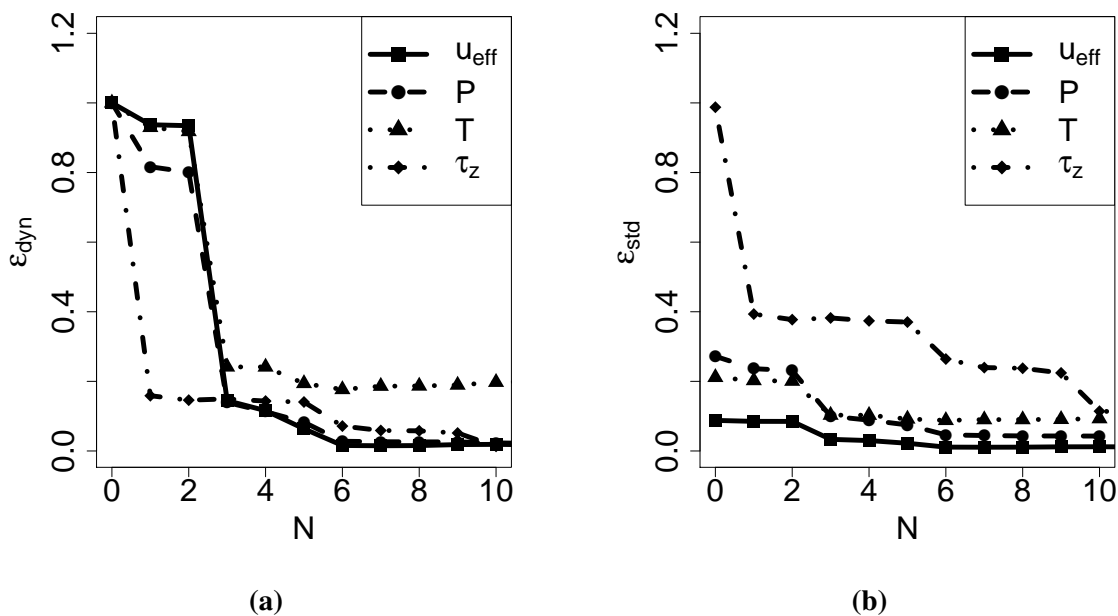 1.2
0.8
0.4
0.0
ε_dyn
0 2 4 6 8 10
N
u_eff
P
T
τ_z
(a)
1.2
0.8
0.4
0.0
ε_std
0 2 4 6 8 10
N
u_eff
P
T
τ_z
(b)